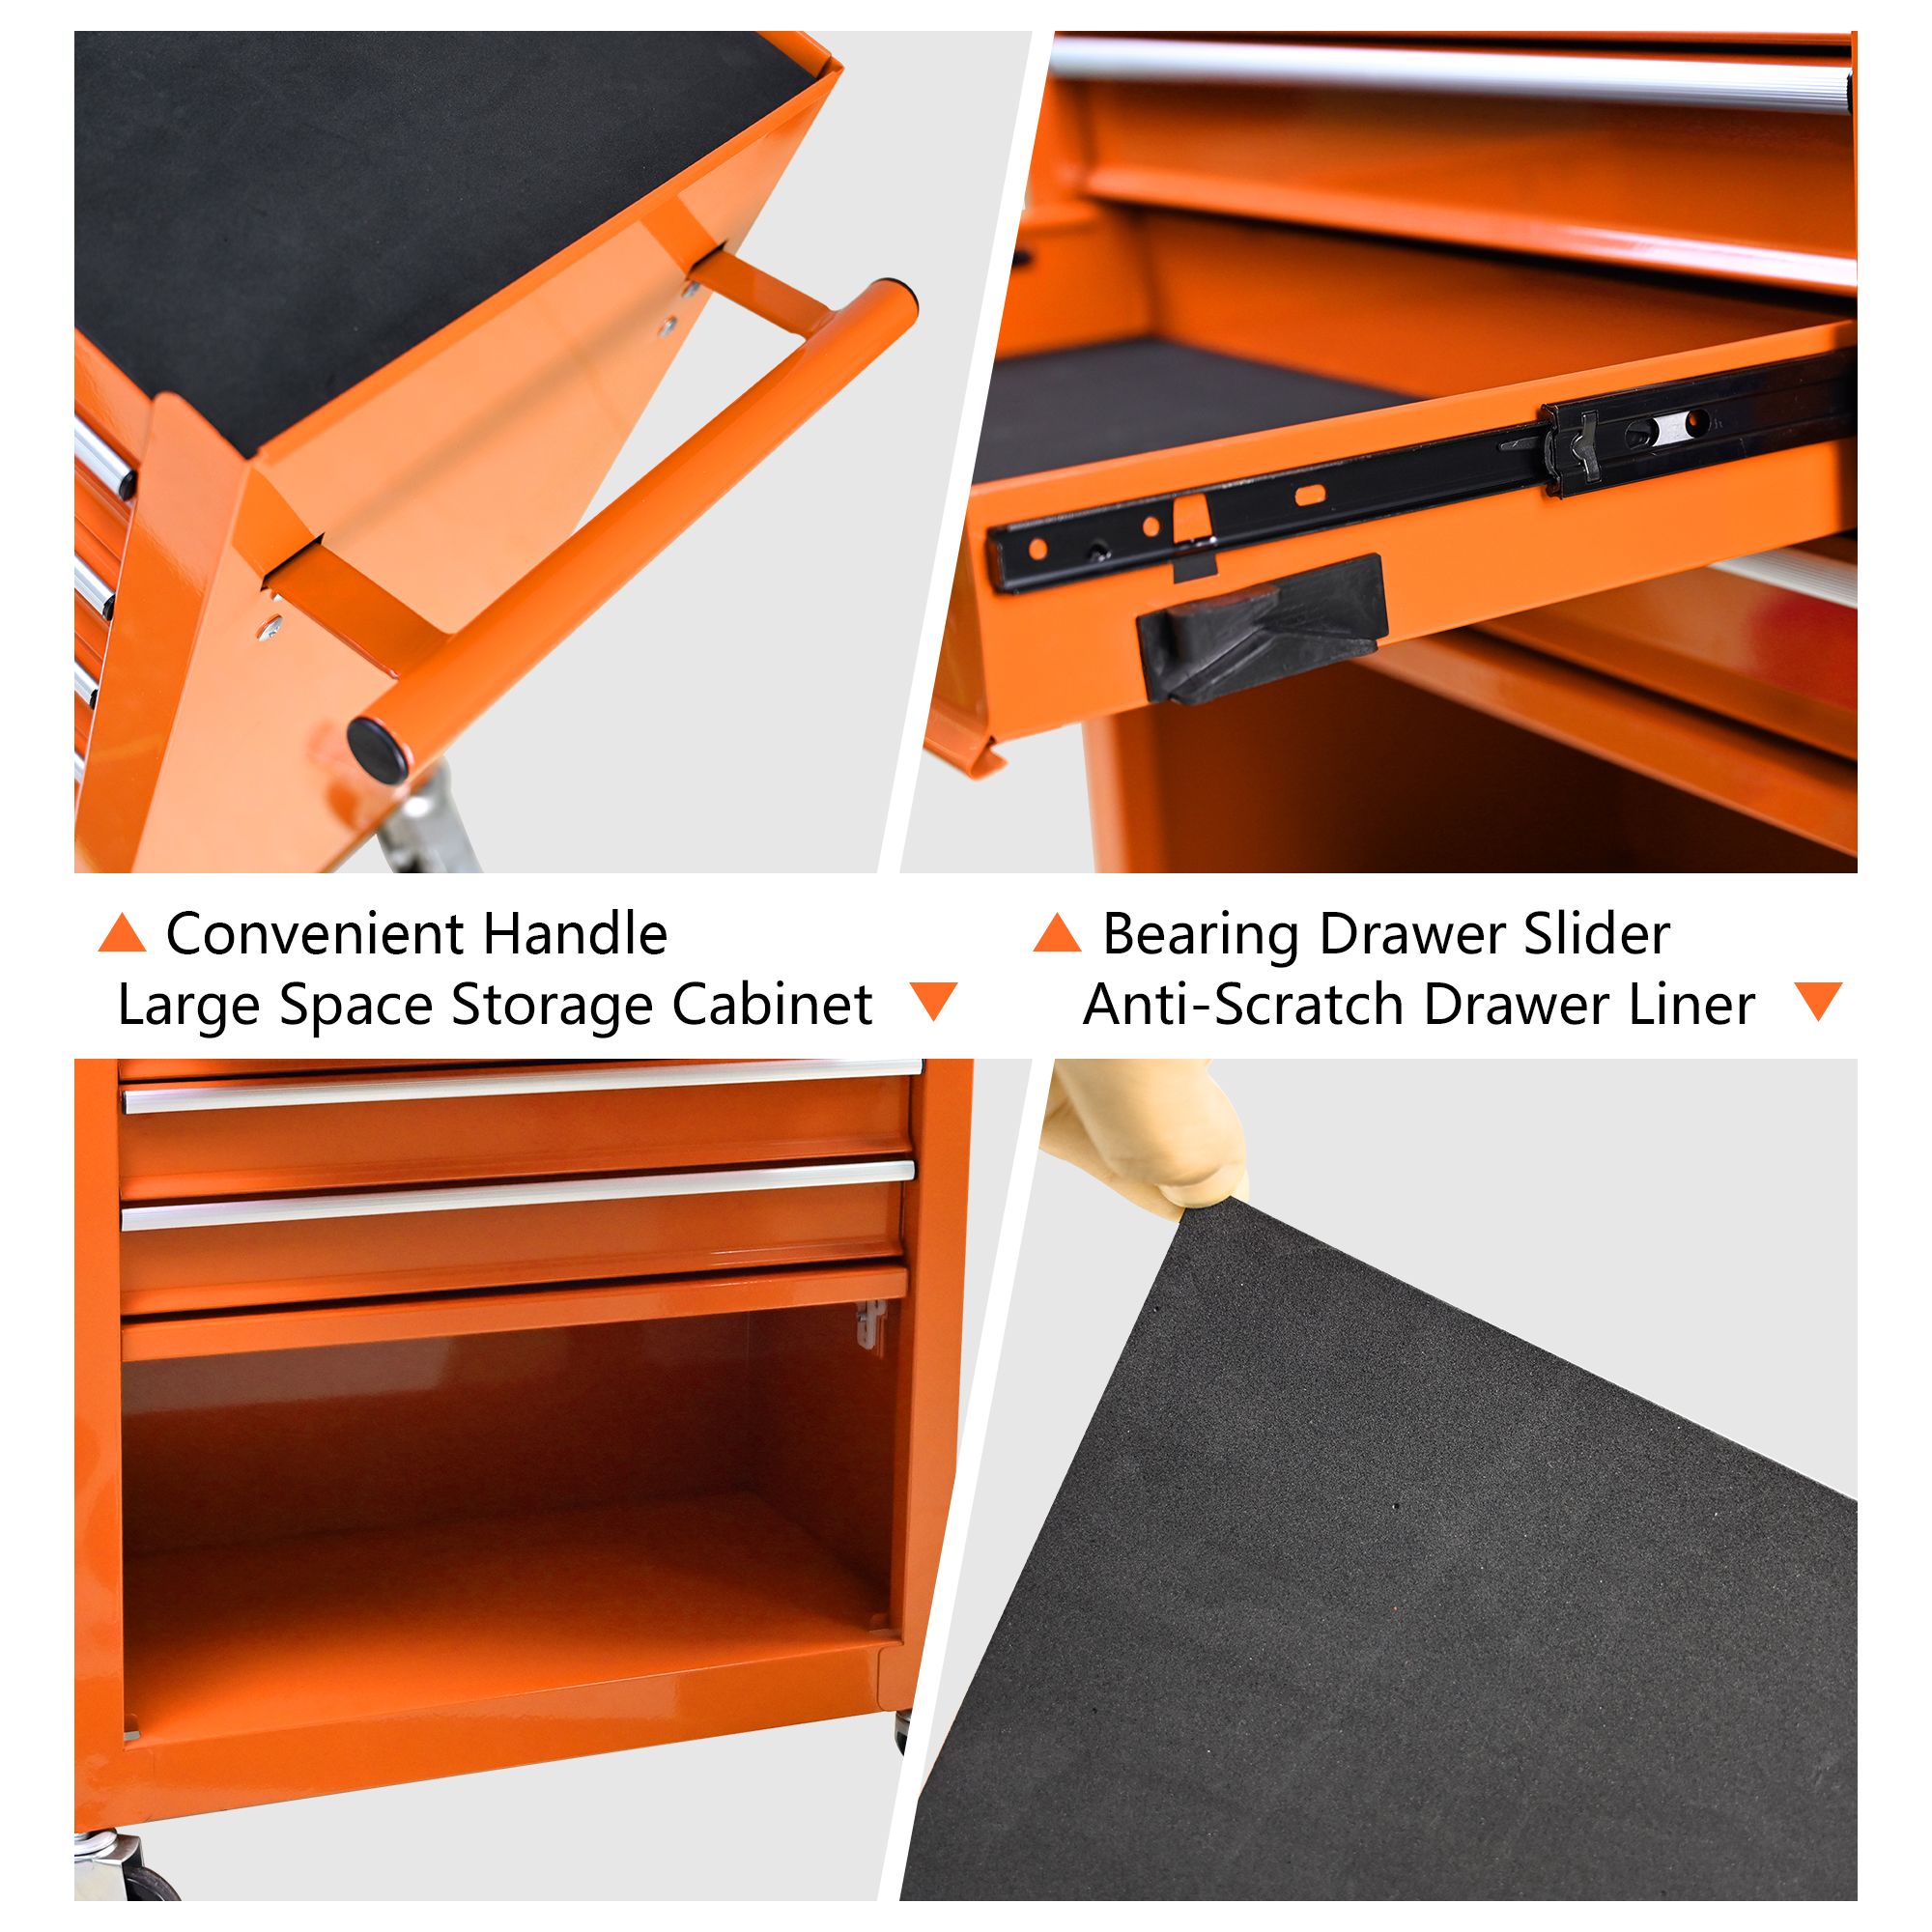 Convenient Handle
Large Space Storage Cabinet
Bearing Drawer Slider
Anti-Scratch Drawer Liner